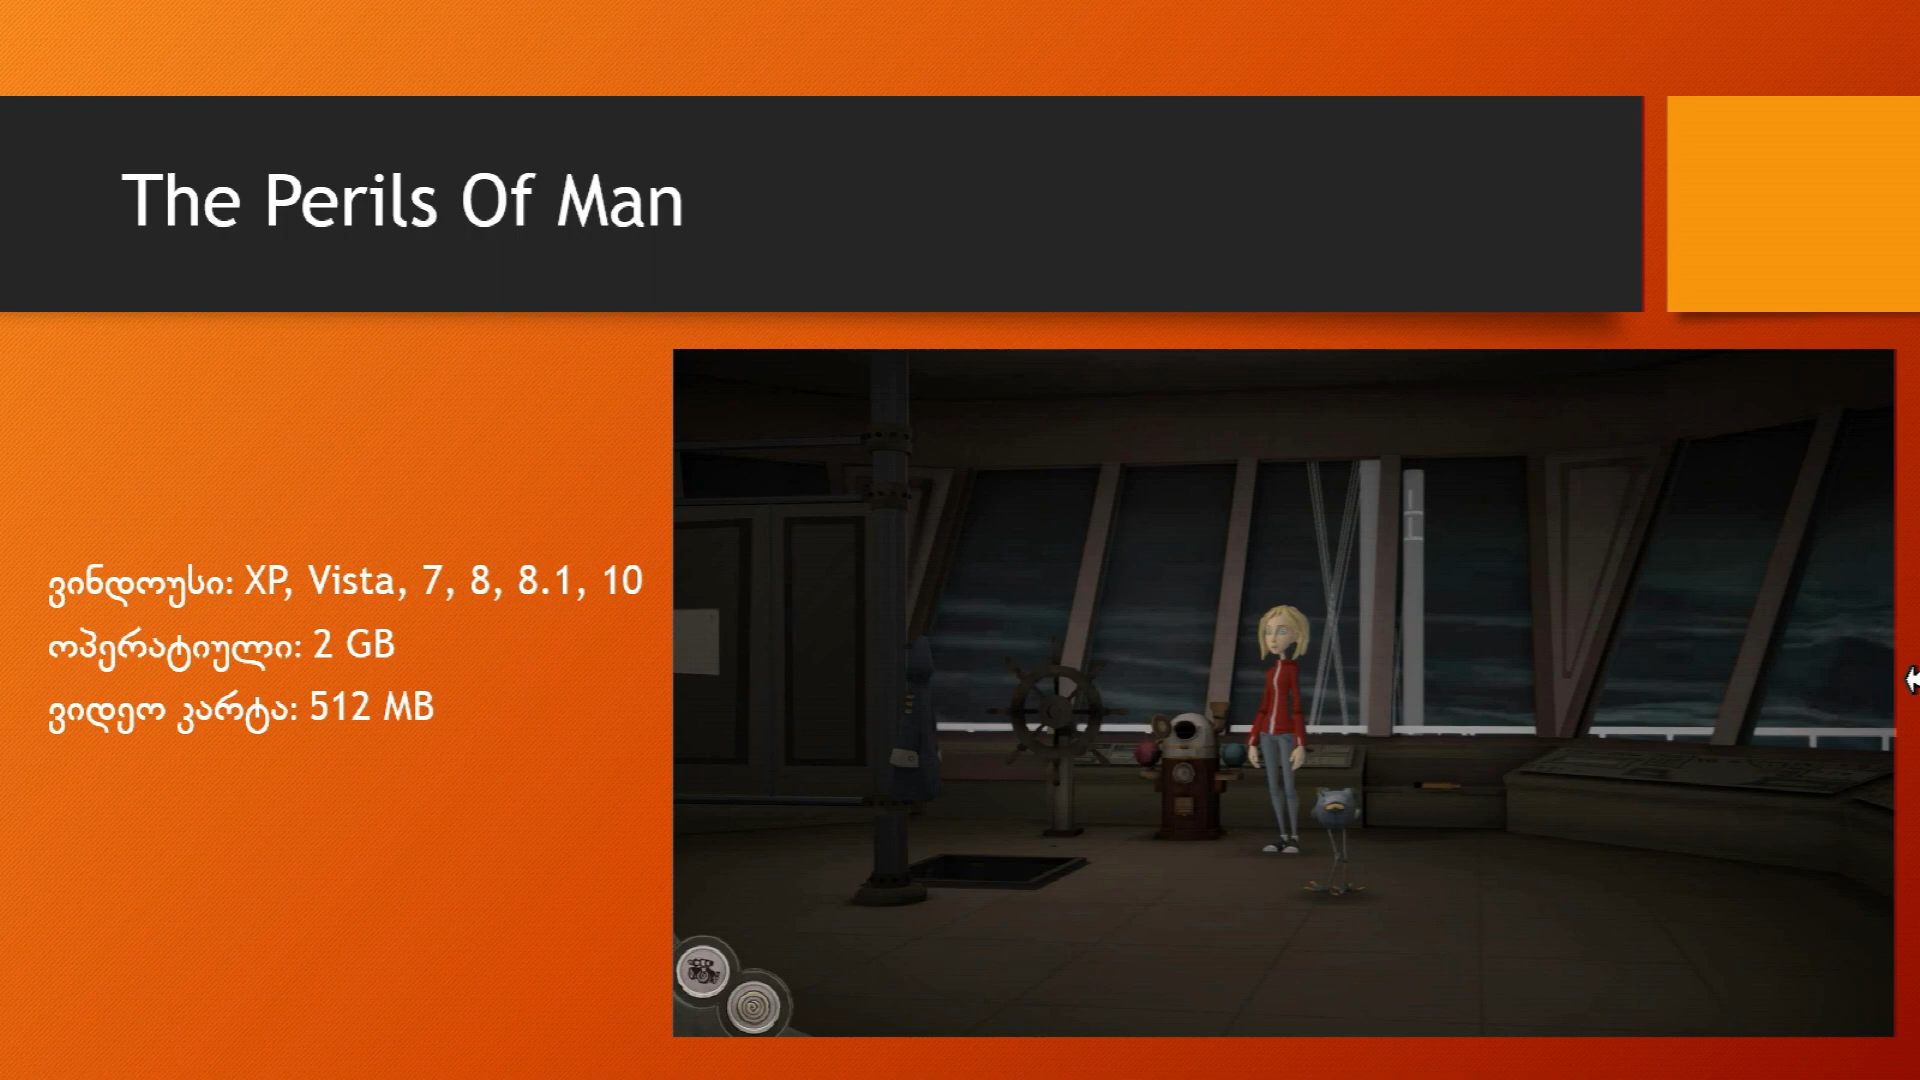 The Perils Of Man
ვინდოუსი: XP, Vista, 7, 8, 8.1, 10
ოპერატიული: 2 GB
ვიდეო კარტა: 512 MB